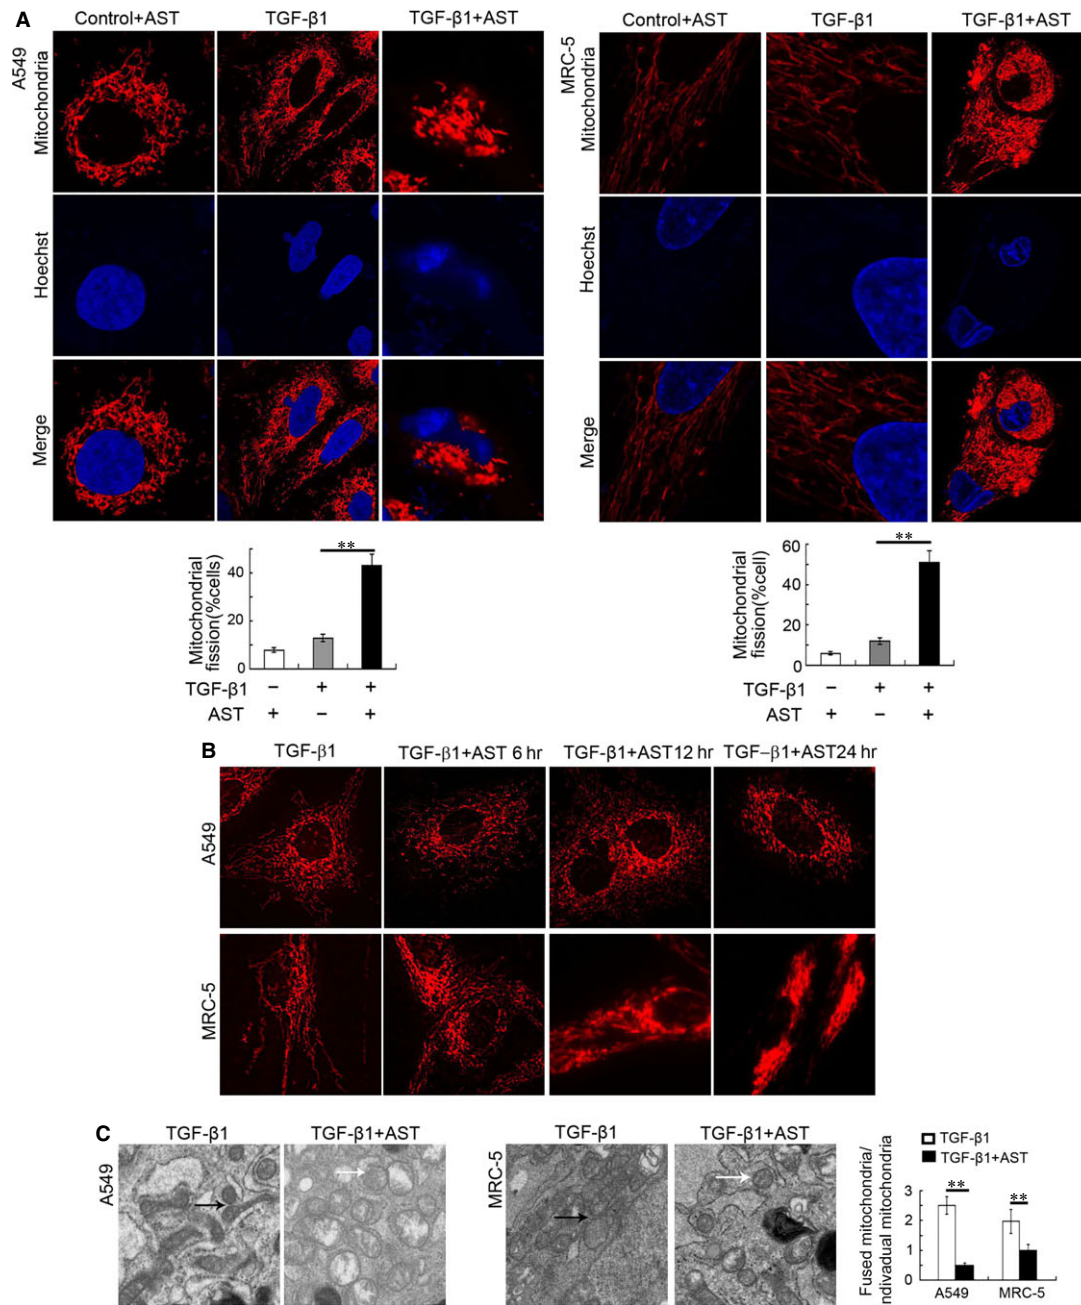 A
Control+AST TGF-β1 TGF-β1+AST
A549
Mitochondria
Hoechst
Merge
Control+AST TGF-β1 TGF-β1+AST
MRC-5
Mitochondria
Hoechst
Merge
Mitochondrial
fission(%cells)
40
20
0
**
TGF-β1 – + +
AST + – +
Mitochondrial
fission(%cell)
60
40
20
0
**
TGF-β1 – + +
AST + – +
B
TGF-β1 TGF-β1+AST 6 hr TGF-β1+AST12 hr TGF-β1+AST24 hr
A549
MRC-5
C
TGF-β1 TGF-β1+AST
A549
TGF-β1 TGF-β1+AST
MRC-5
TGF-β1
TGF-β1+AST
Fused mitochondria/
ndivadual mitochondria
3
2
1
0
** **
A549 MRC-5